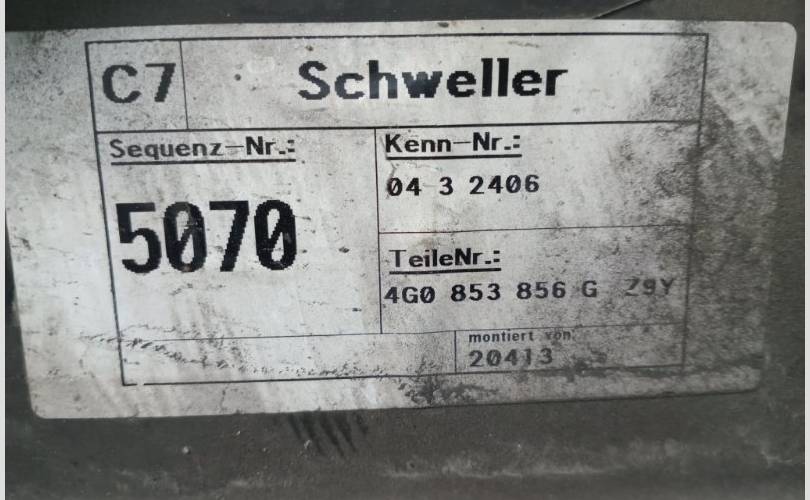 C7 Schweller
Sequenz-Nr.:
5070
Kenn-Nr.:
04 3 2406
TeileNr.:
4G0 853 856 G Z9Y
montiert von:
20413